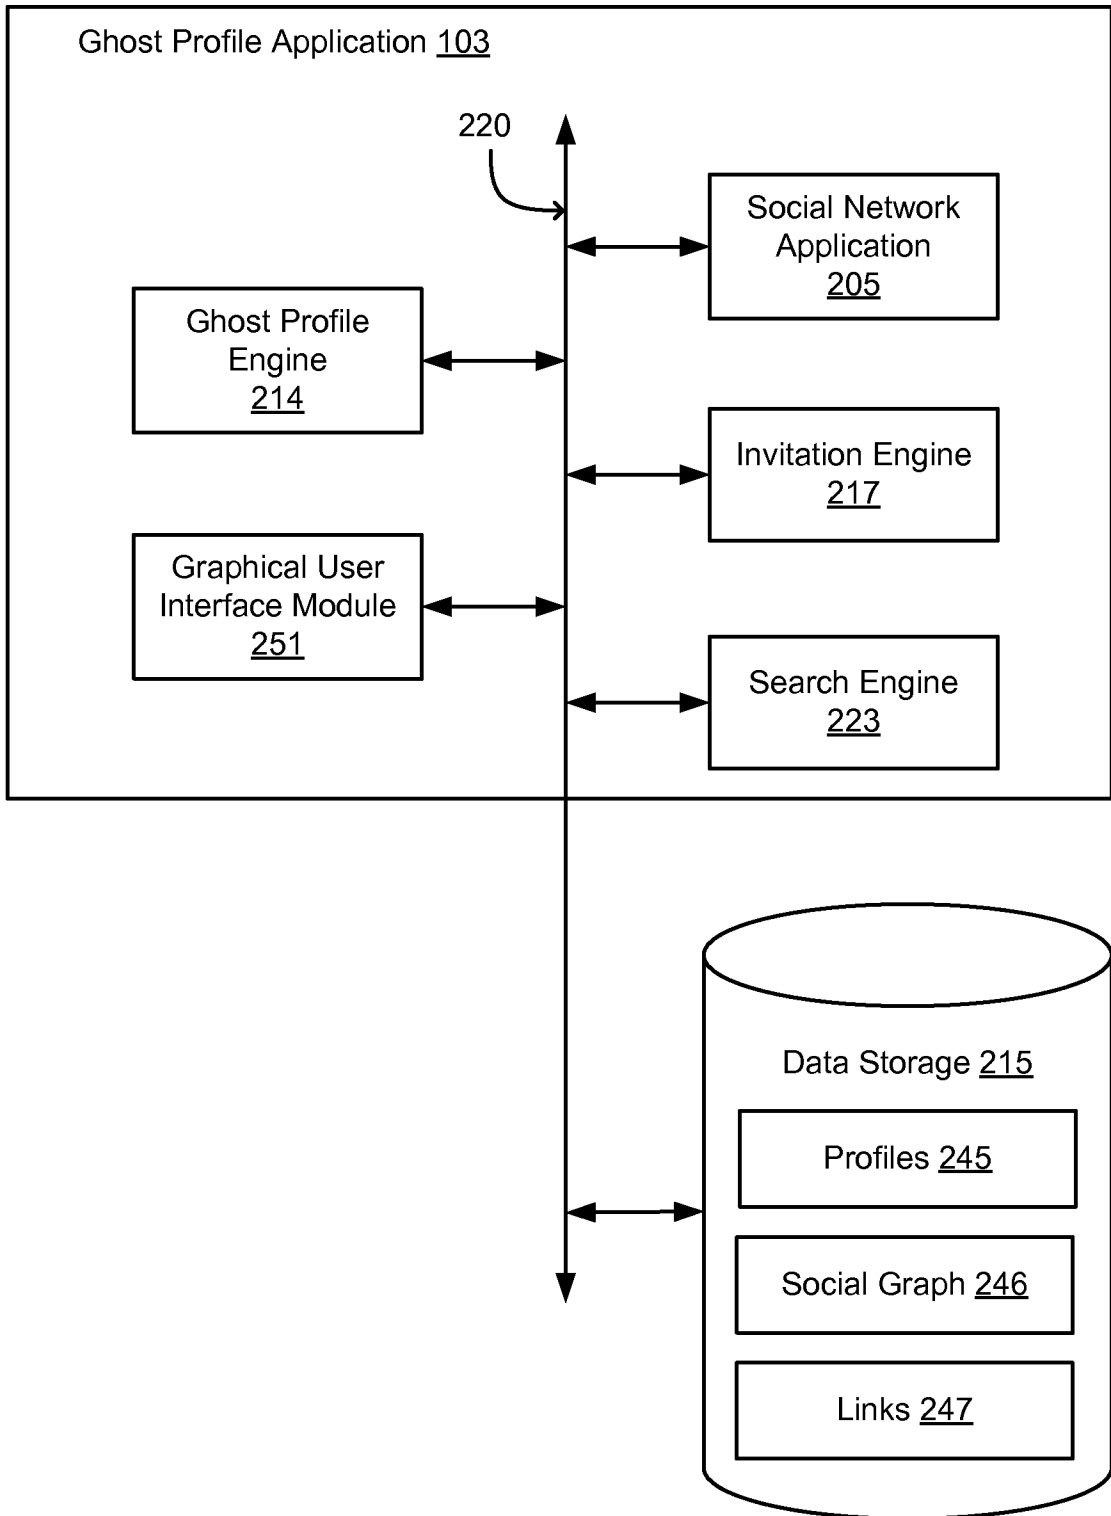 Ghost Profile Application 103
220
Social Network
Application
205
Ghost Profile
Engine
214
Invitation Engine
217
Graphical User
Interface Module
251
Search Engine
223
Data Storage 215
Profiles 245
Social Graph 246
Links 247